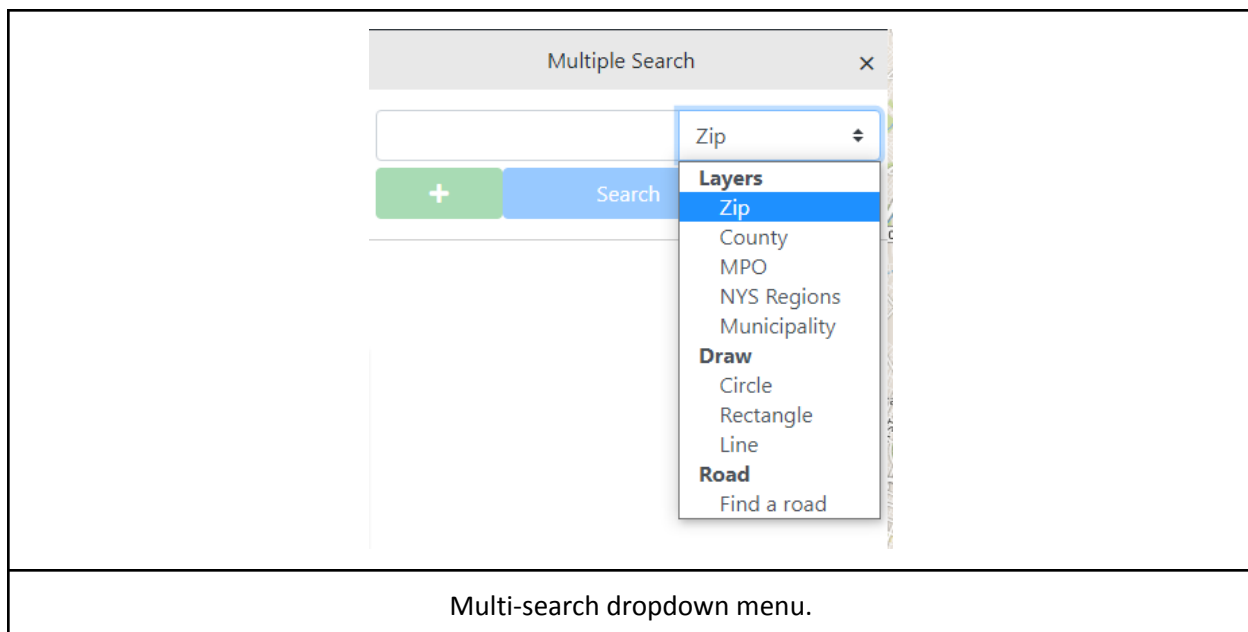 Multiple Search ×
Zip
+ Search
Layers
Zip
County
MPO
NYS Regions
Municipality
Draw
Circle
Rectangle
Line
Road
Find a road
Multi-search dropdown menu.